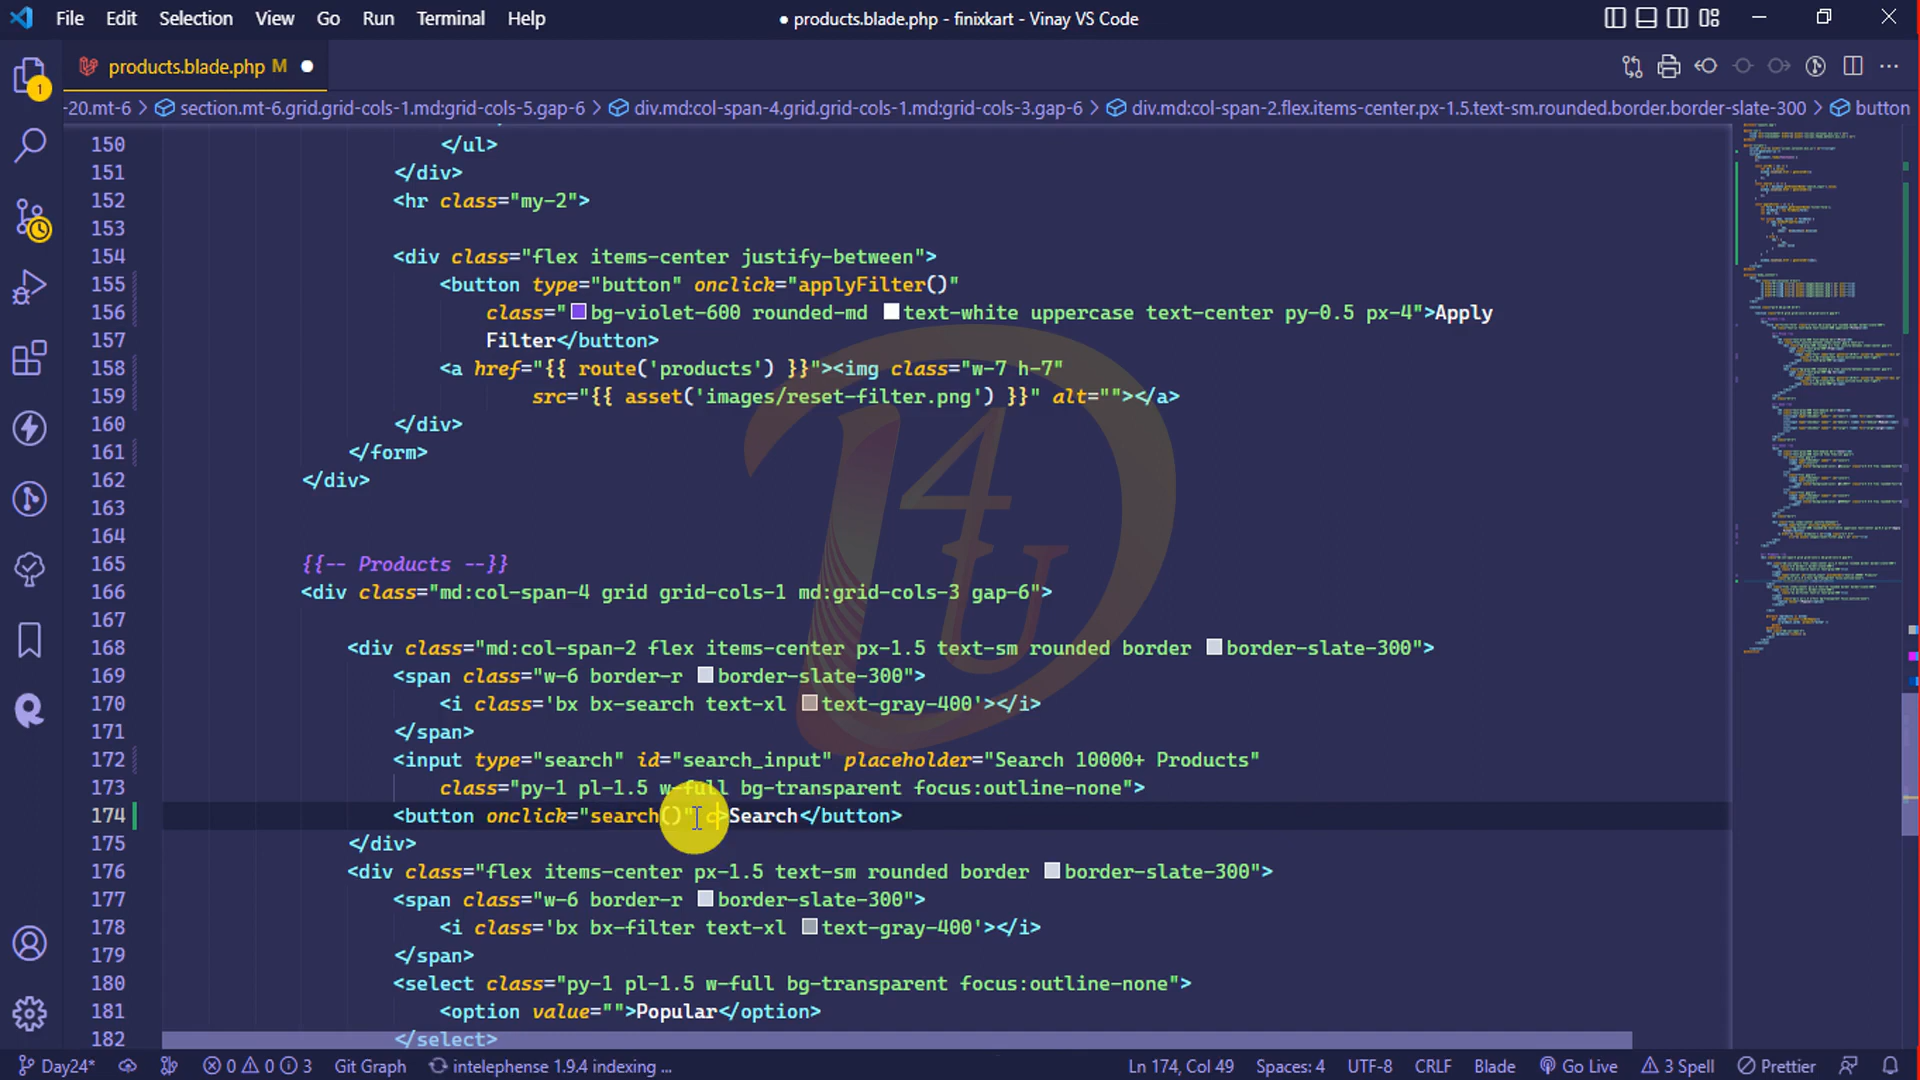 File Edit Selection View Go Run Terminal Help
● products.blade.php - finixkart - Vinay VS Code
products.blade.php M ●
-20.mt-6 > section.mt-6.grid.grid-cols-1.md:grid-cols-5.gap-6 > div.md:col-span-4.grid.grid-cols-1.md:grid-cols-3.gap-6 > div.md:col-span-2.flex.items-center.px-1.5.text-sm.rounded.border.border-slate-300 > button
150 </ul>
151 </div>
152 <hr class="my-2">
153
154 <div class="flex items-center justify-between">
155 <button type="button" onclick="applyFilter()"
156 class="bg-violet-600 rounded-md text-white uppercase text-center py-0.5 px-4">Apply
157 Filter</button>
158 <a href="{{ route('products') }}"><img class="w-7 h-7"
159 src="{{ asset('images/reset-filter.png') }}" alt=""></a>
160 </div>
161 </form>
162 </div>
163
164
165 {{-- Products --}}
166 <div class="md:col-span-4 grid grid-cols-1 md:grid-cols-3 gap-6">
167
168 <div class="md:col-span-2 flex items-center px-1.5 text-sm rounded border border-slate-300">
169 <span class="w-6 border-r border-slate-300">
170 <i class='bx bx-search text-xl text-gray-400'></i>
171 </span>
172 <input type="search" id="search_input" placeholder="Search 10000+ Products"
173 class="py-1 pl-1.5 w-full bg-transparent focus:outline-none">
174 <button onclick="search()" c>Search</button>
175 </div>
176 <div class="flex items-center px-1.5 text-sm rounded border border-slate-300">
177 <span class="w-6 border-r border-slate-300">
178 <i class='bx bx-filter text-xl text-gray-400'></i>
179 </span>
180 <select class="py-1 pl-1.5 w-full bg-transparent focus:outline-none">
181 <option value="">Popular</option>
182 </select>
D4U
1
Day24* 0 0 3 Git Graph intelephense 1.9.4 indexing ... Ln 174, Col 49 Spaces: 4 UTF-8 CRLF Blade Go Live 3 Spell Prettier